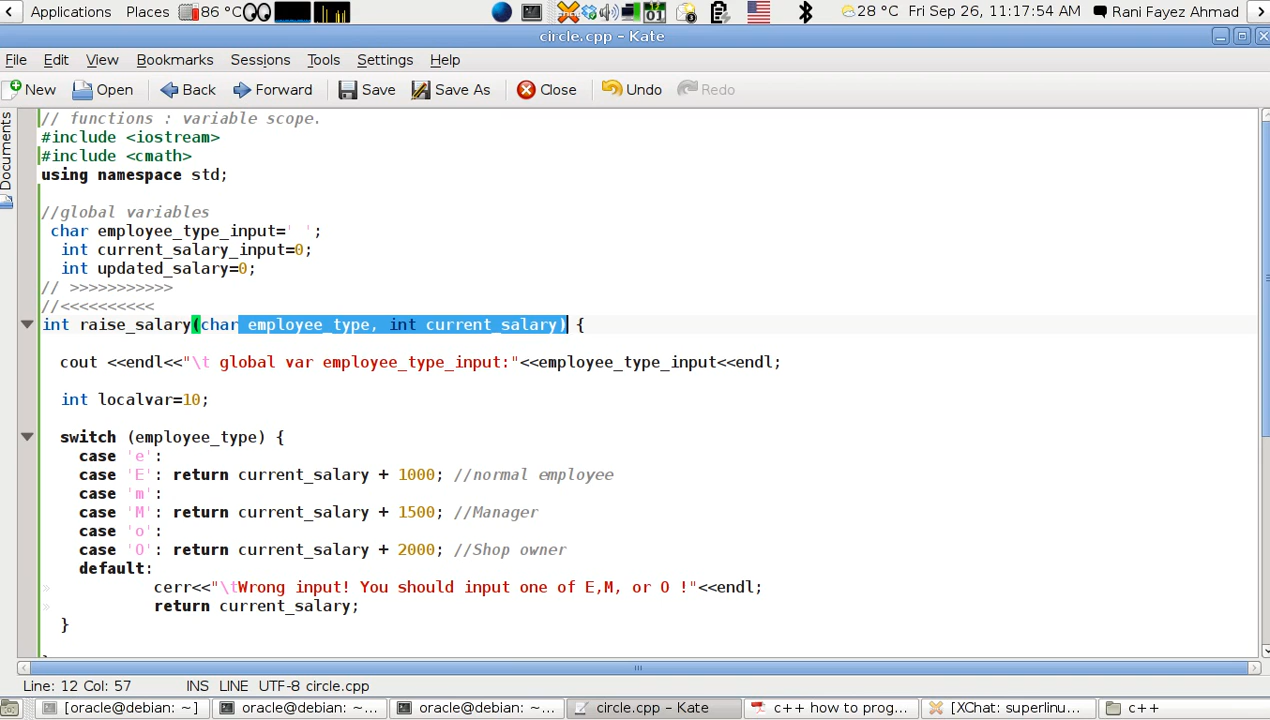 Applications Places 86 °C 28 °C Fri Sep 26, 11:17:54 AM Rani Fayez Ahmad
circle.cpp – Kate
File Edit View Bookmarks Sessions Tools Settings Help
New Open Back Forward Save Save As Close Undo Redo
Documents
// functions : variable scope.
#include <iostream>
#include <cmath>
using namespace std;
//global variables
char employee_type_input=' ';
int current_salary_input=0;
int updated_salary=0;
// >>>>>>>>>>>
//<<<<<<<<<<
int raise_salary(char employee_type, int current_salary) {
cout <<endl<<"\t global var employee_type_input:"<<employee_type_input<<endl;
int localvar=10;
switch (employee_type) {
case 'e':
case 'E': return current_salary + 1000; //normal employee
case 'm':
case 'M': return current_salary + 1500; //Manager
case 'o':
case 'O': return current_salary + 2000; //Shop owner
default:
cerr<<"\tWrong input! You should input one of E,M, or O !"<<endl;
return current_salary;
}
Line: 12 Col: 57 INS LINE UTF-8 circle.cpp
[oracle@debian: ~] oracle@debian: ~... oracle@debian: ~... circle.cpp – Kate c++ how to prog... [XChat: superlinu... c++